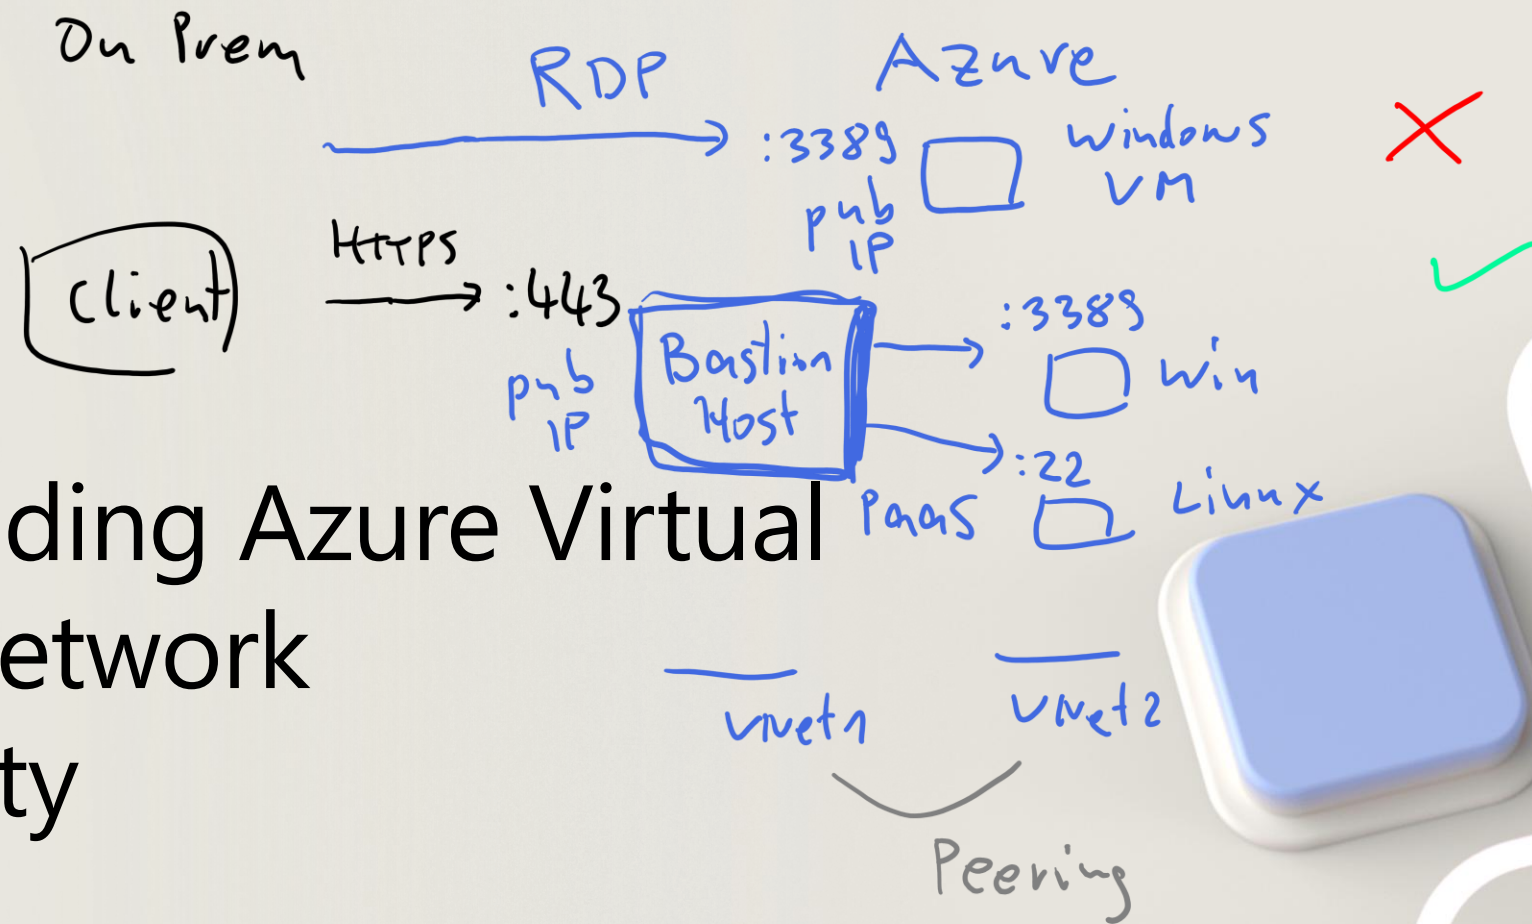 On Prem
RDP
Azure
:3389
Windows
VM
pub
IP
HTTPS
Client
:443
pub
IP
Bastion
Host
:3389
Win
:22
Linux
PaaS
ding Azure Virtual
etwork
ty
VNet1
VNet2
Peering